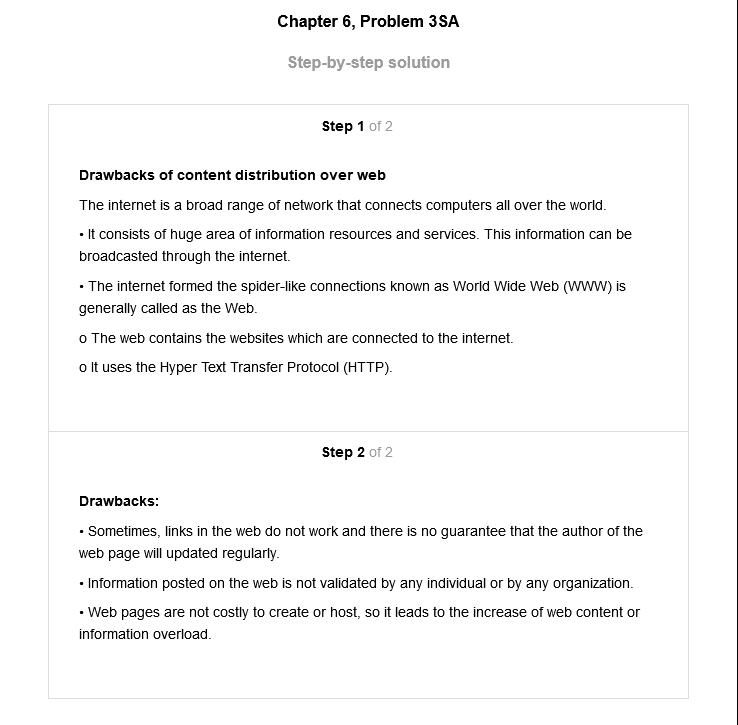 Chapter 6, Problem 3SA
Step-by-step solution
Step 1 of 2
Drawbacks of content distribution over web
The internet is a broad range of network that connects computers all over the world.
• It consists of huge area of information resources and services. This information can be
broadcasted through the internet.
• The internet formed the spider-like connections known as World Wide Web (WWW) is
generally called as the Web.
o The web contains the websites which are connected to the internet.
o It uses the Hyper Text Transfer Protocol (HTTP).
Step 2 of 2
Drawbacks:
• Sometimes, links in the web do not work and there is no guarantee that the author of the
web page will updated regularly.
• Information posted on the web is not validated by any individual or by any organization.
• Web pages are not costly to create or host, so it leads to the increase of web content or
information overload.